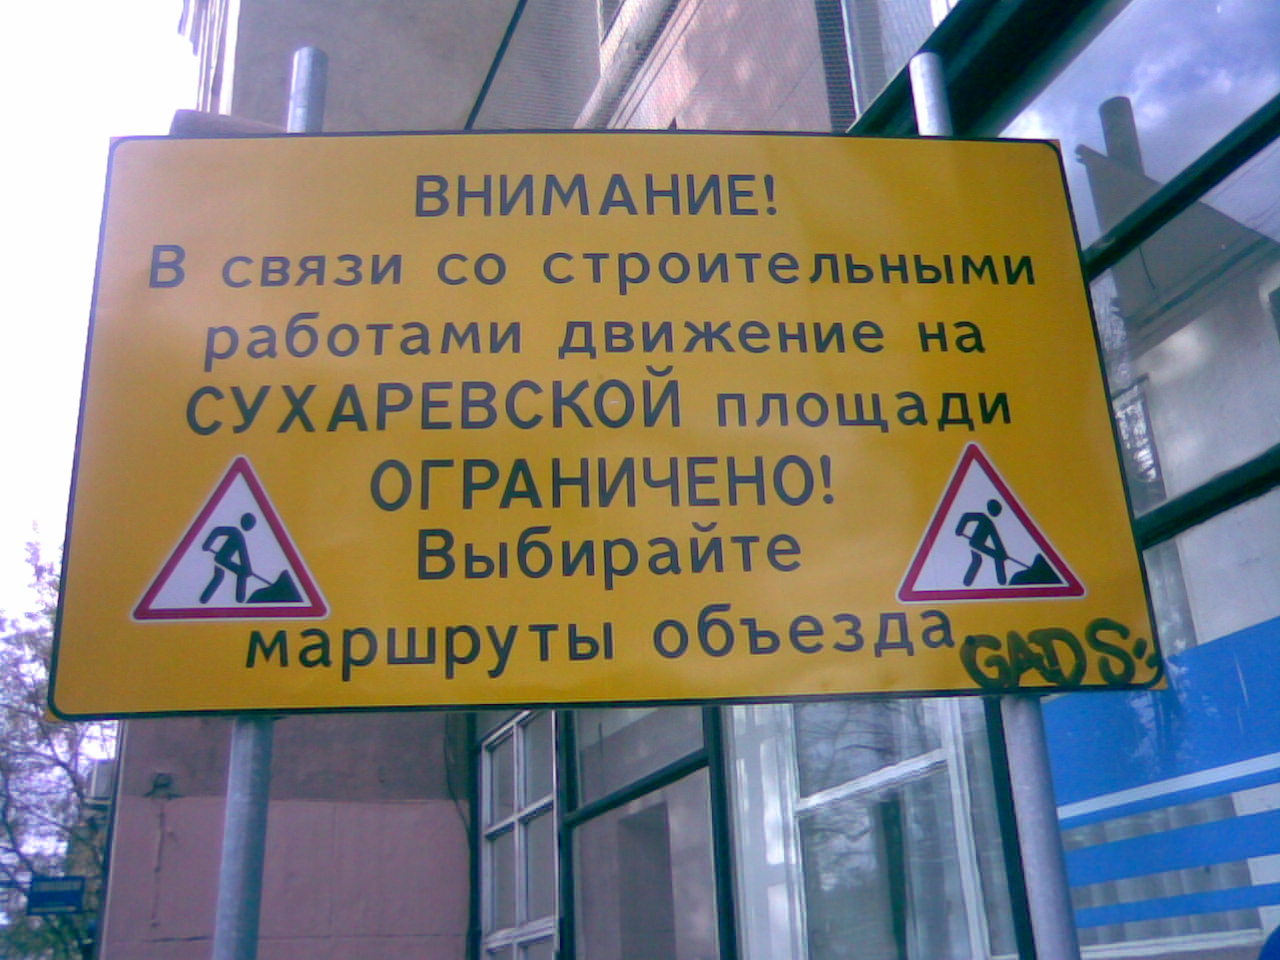 ВНИМАНИЕ!
В связи со строительными
работами движение на
СУХАРЕВСКОЙ площади
ОГРАНИЧЕНО!
Выбирайте
маршруты объезда
GADS